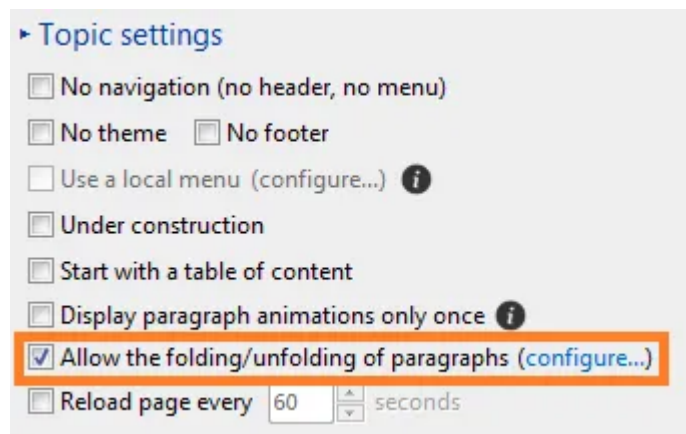 Topic settings
No navigation (no header, no menu)
No theme No footer
Use a local menu (configure...) i
Under construction
Start with a table of content
Display paragraph animations only once i
Allow the folding/unfolding of paragraphs (configure...)
Reload page every 60 seconds